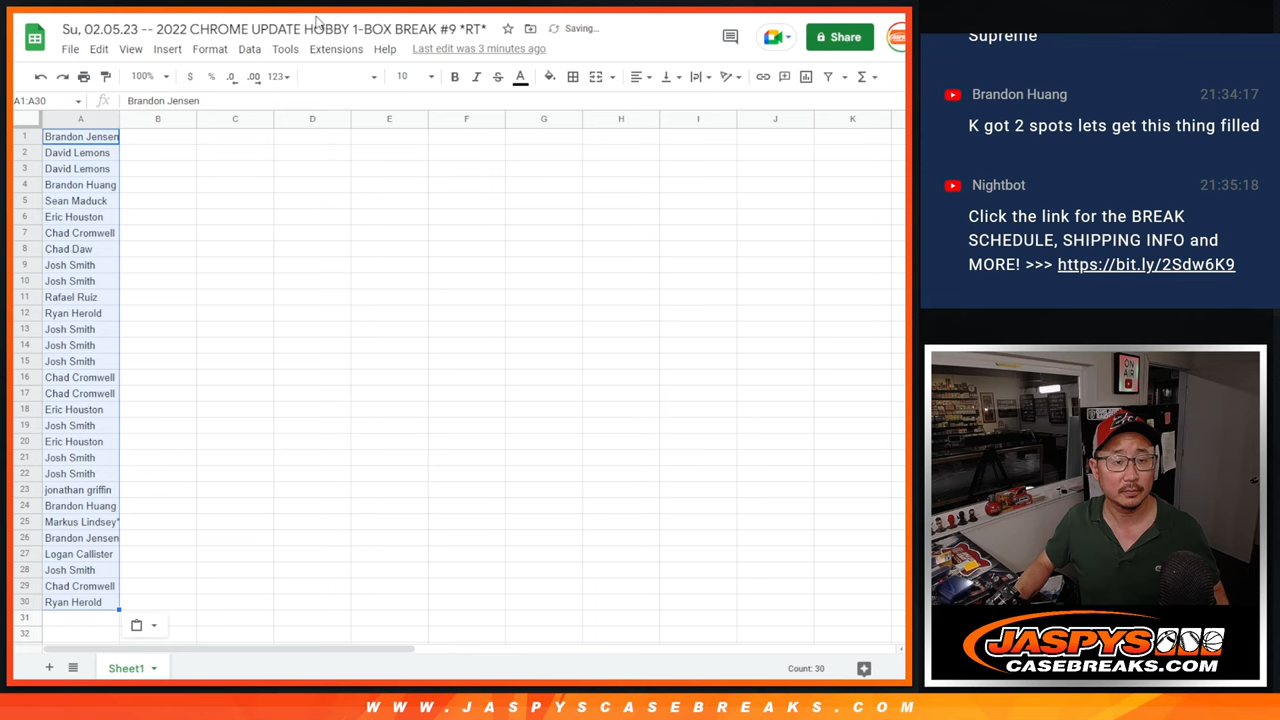 Su, 02.05.23 -- 2022 CHROME UPDATE HOBBY 1-BOX BREAK #9 *RT*
Saving...
Share
File Edit View Insert Format Data Tools Extensions Help Last edit was 3 minutes ago
100% $ % .0 .00 123 10 B I S A
A1:A30 fx Brandon Jensen
A B C D E F G H I J K
1 Brandon Jensen
2 David Lemons
3 David Lemons
4 Brandon Huang
5 Sean Maduck
6 Eric Houston
7 Chad Cromwell
8 Chad Daw
9 Josh Smith
10 Josh Smith
11 Rafael Ruiz
12 Ryan Herold
13 Josh Smith
14 Josh Smith
15 Josh Smith
16 Chad Cromwell
17 Chad Cromwell
18 Eric Houston
19 Josh Smith
20 Eric Houston
21 Josh Smith
22 Josh Smith
23 jonathan griffin
24 Brandon Huang
25 Markus Lindsey*
26 Brandon Jensen
27 Logan Callister
28 Josh Smith
29 Chad Cromwell
30 Ryan Herold
31
32
Sheet1
Count: 30
Supreme
Brandon Huang 21:34:17
K got 2 spots lets get this thing filled
Nightbot 21:35:18
Click the link for the BREAK
SCHEDULE, SHIPPING INFO and
MORE! >>> https://bit.ly/2Sdw6K9
ON
AIR
JASPYS
CASEBREAKS.COM
WWW.JASPYSCASEBREAKS.COM